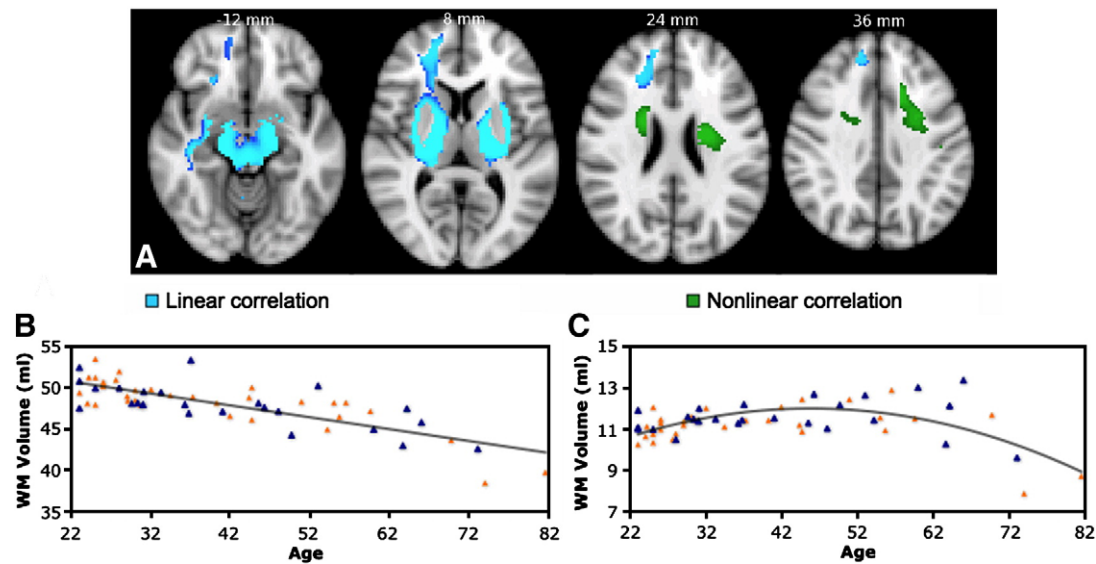 -12 mm 8 mm 24 mm 36 mm
A
Linear correlation Nonlinear correlation
B
WM Volume (ml)
55
50
45
40
35
22 32 42 52 62 72 82
Age
C
WM Volume (ml)
15
13
11
9
7
22 32 42 52 62 72 82
Age